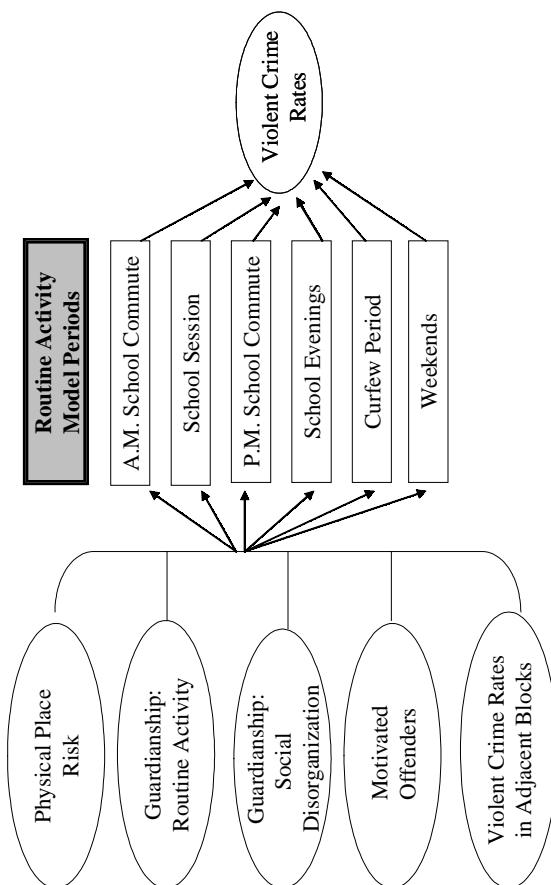 Physical Place
Risk
Guardianship:
Routine Activity
Guardianship:
Social
Disorganization
Motivated
Offenders
Violent Crime Rates
in Adjacent Blocks
Routine Activity
Model Periods
A.M. School Commute
School Session
P.M. School Commute
School Evenings
Curfew Period
Weekends
Violent Crime
Rates